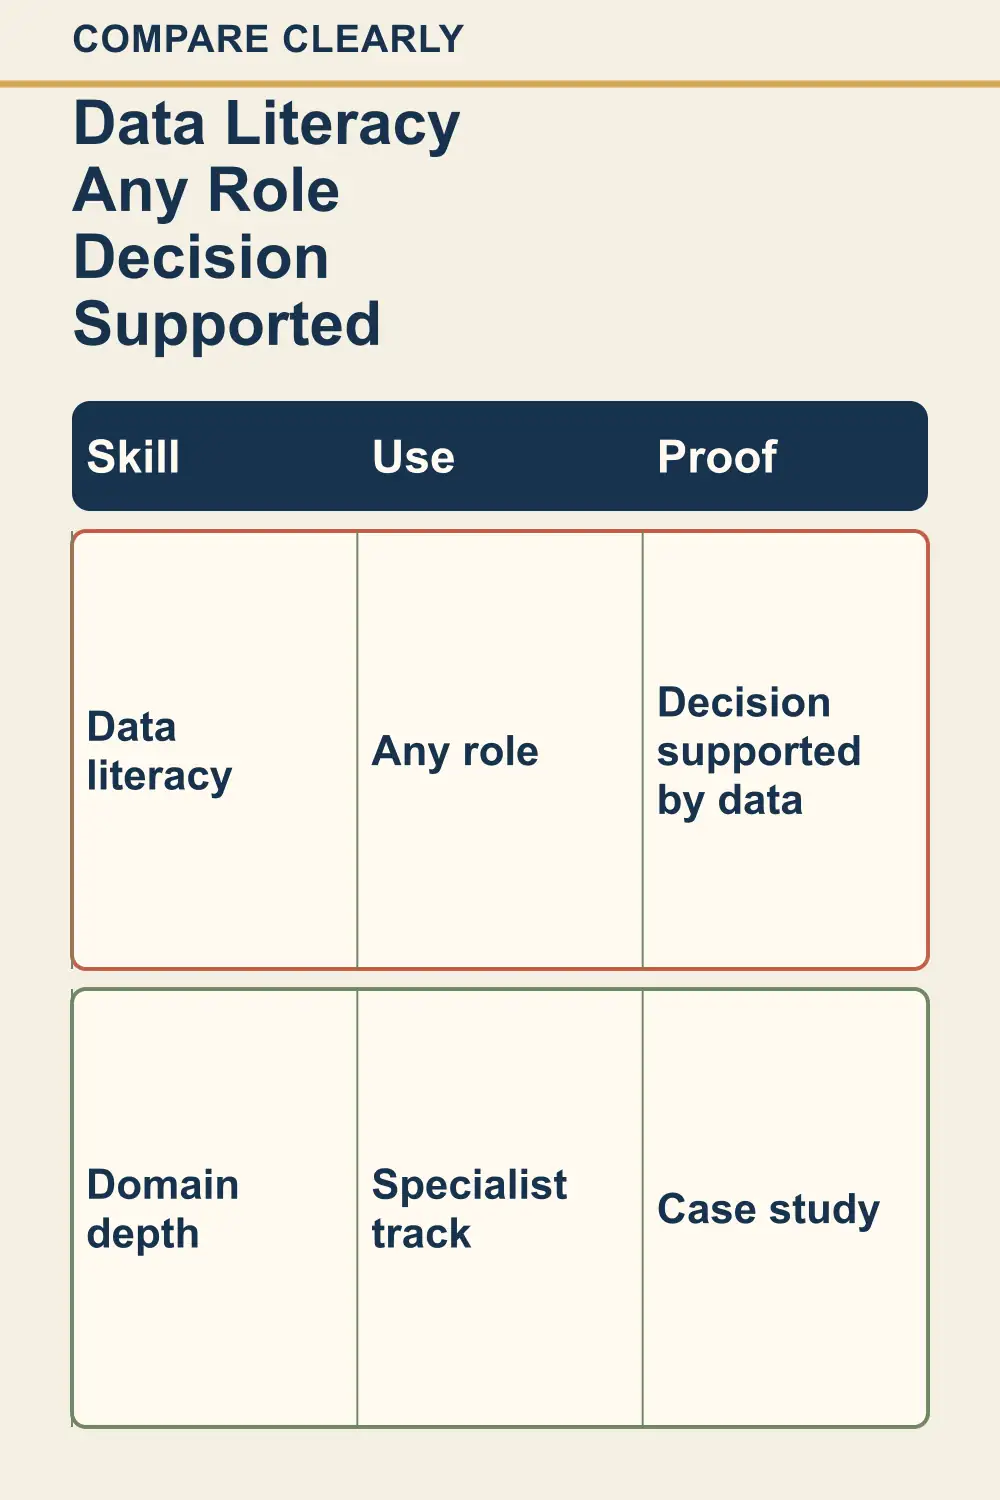 COMPARE CLEARLY
Data Literacy
Any Role
Decision
Supported
Skill
Use
Proof
Data
literacy
Any role
Decision
supported
by data
Domain
depth
Specialist
track
Case study